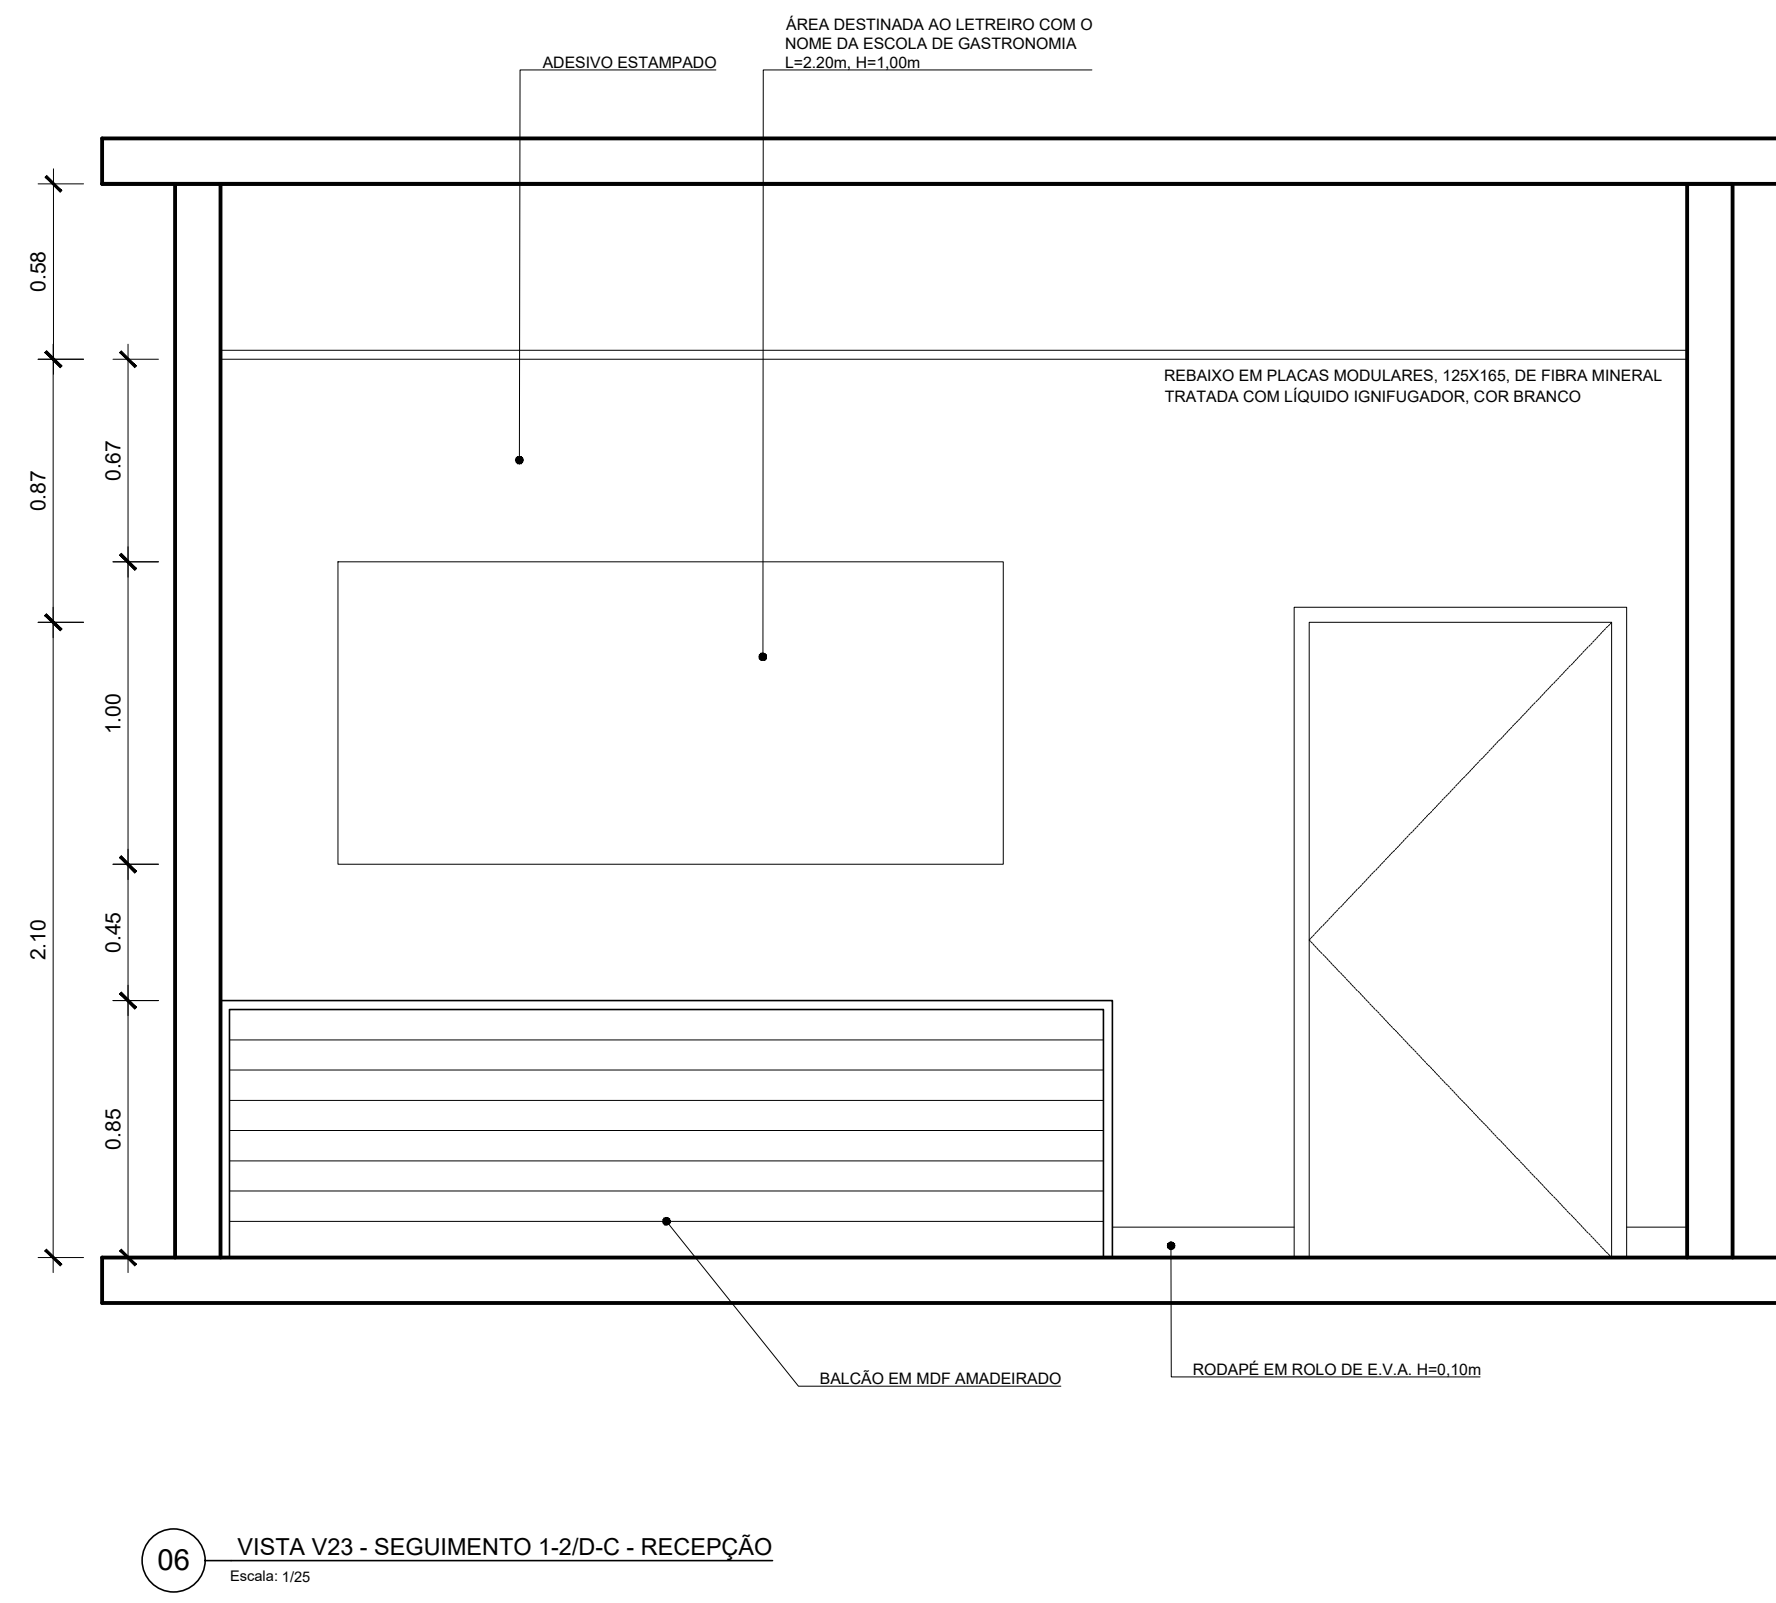 ÁREA DESTINADA AO LETREIRO COM O
NOME DA ESCOLA DE GASTRONOMIA
L=2.20m, H=1,00m
ADESIVO ESTAMPADO
0.58
REBAIXO EM PLACAS MODULARES, 125X165, DE FIBRA MINERAL
TRATADA COM LÍQUIDO IGNIFUGADOR, COR BRANCO
0.67
0.87
1.00
0.45
2.10
0.85
RODAPÉ EM ROLO DE E.V.A. H=0,10m
BALCÃO EM MDF AMADEIRADO
06
VISTA V23 - SEGUIMENTO 1-2/D-C - RECEPÇÃO
Escala: 1/25